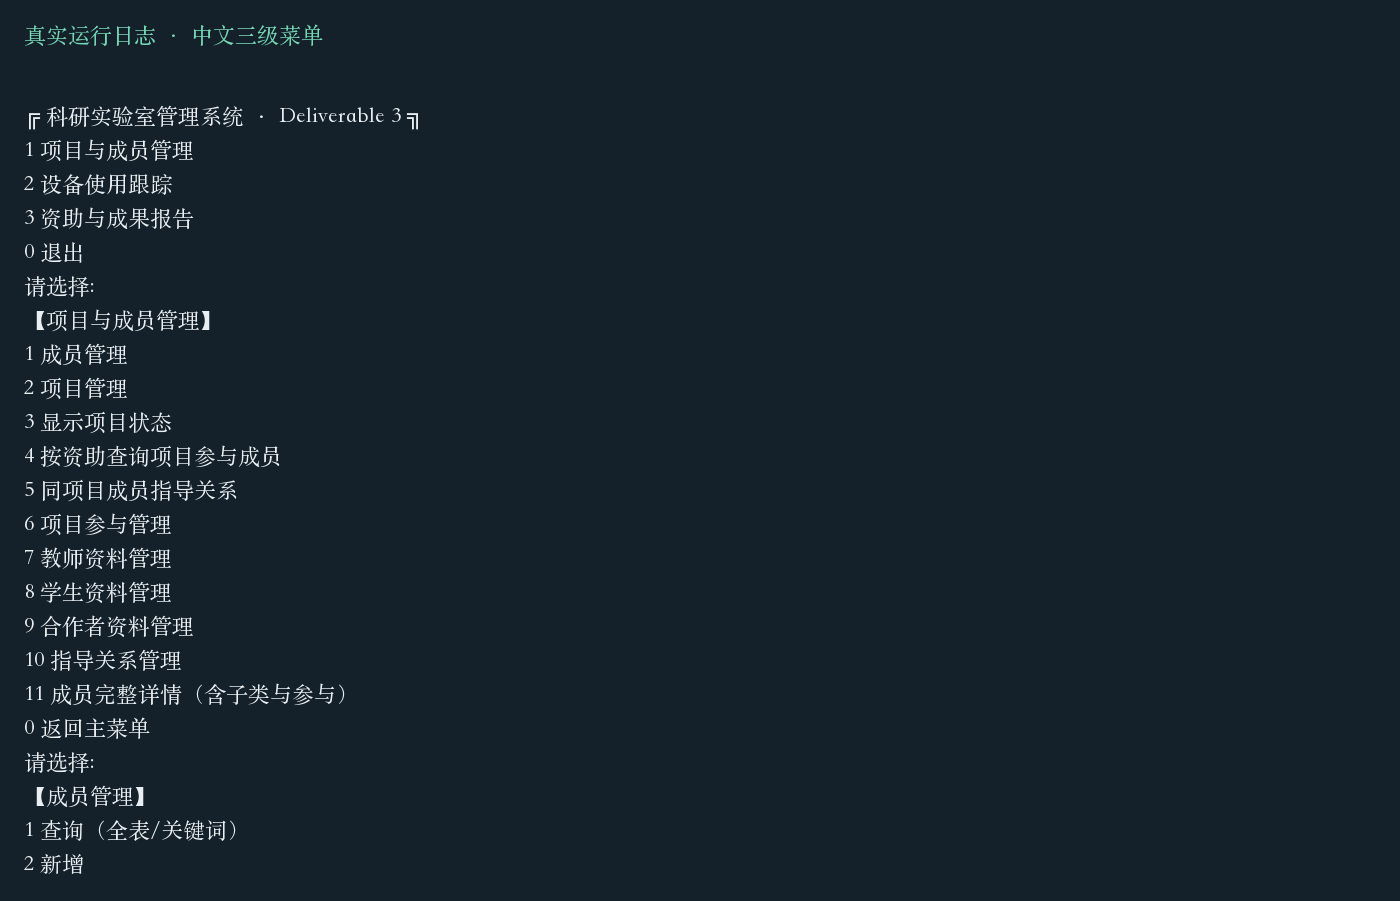 真实运行日志 · 中文三级菜单
╔ 科研实验室管理系统 · Deliverable 3 ╗
1 项目与成员管理
2 设备使用跟踪
3 资助与成果报告
0 退出
请选择:
【项目与成员管理】
1 成员管理
2 项目管理
3 显示项目状态
4 按资助查询项目参与成员
5 同项目成员指导关系
6 项目参与管理
7 教师资料管理
8 学生资料管理
9 合作者资料管理
10 指导关系管理
11 成员完整详情（含子类与参与）
0 返回主菜单
请选择:
【成员管理】
1 查询（全表/关键词）
2 新增